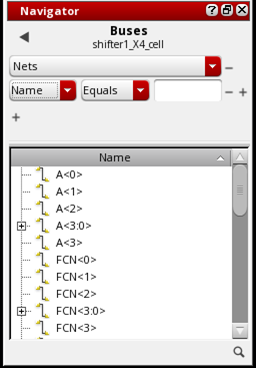 Navigator
Buses
shifter1_X4_cell
Nets
Name Equals
Name
A<0>
A<1>
A<2>
A<3:0>
A<3>
FCN<0>
FCN<1>
FCN<2>
FCN<3:0>
FCN<3>